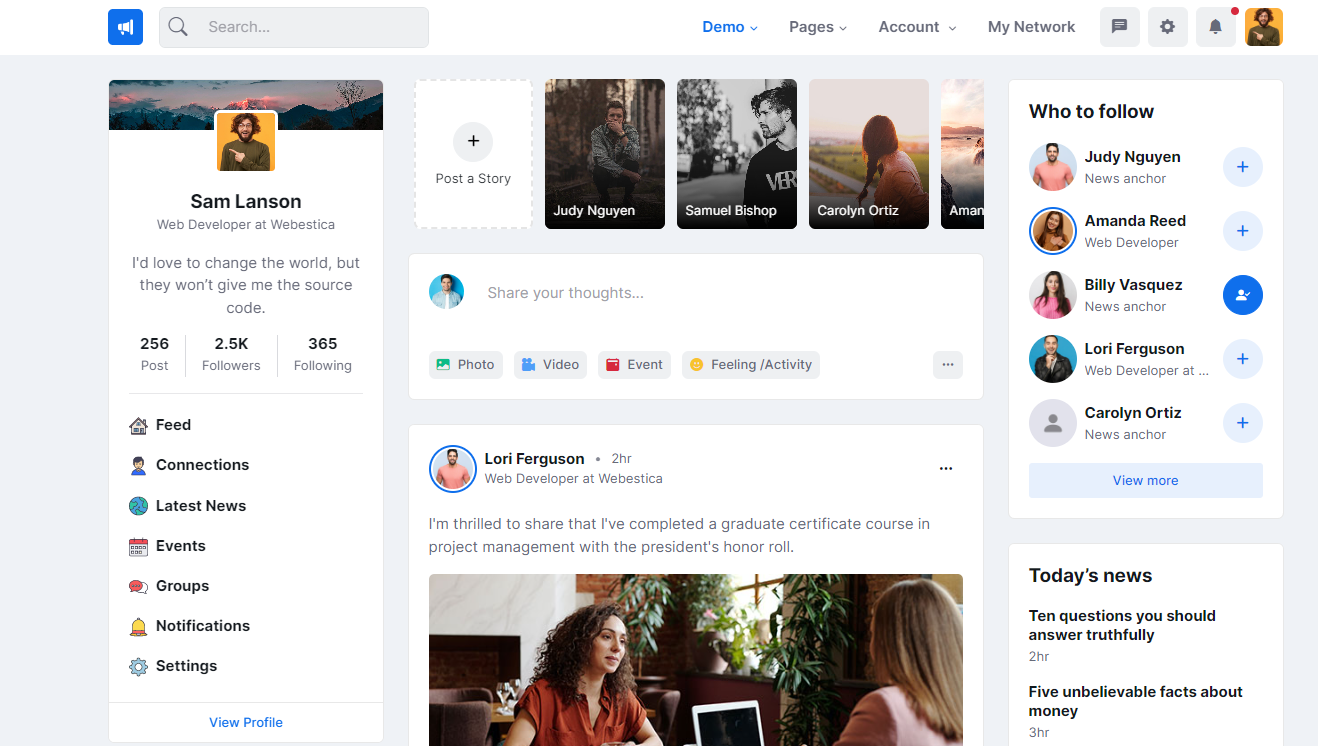 Search...
Demo
Pages
Account
My Network
Sam Lanson
Web Developer at Webestica
I'd love to change the world, but
they won't give me the source
code.
256
2.5K
365
Post
Followers
Following
Feed
Connections
Latest News
Events
Groups
Notifications
Settings
View Profile
Post a Story
Judy Nguyen
VER
Samuel Bishop
Carolyn Ortiz
Aman
Share your thoughts...
Photo
Video
Event
Feeling /Activity
Lori Ferguson • 2hr
Web Developer at Webestica
I'm thrilled to share that I've completed a graduate certificate course in
project management with the president's honor roll.
Who to follow
Judy Nguyen
News anchor
Amanda Reed
Web Developer
Billy Vasquez
News anchor
Lori Ferguson
Web Developer at ...
Carolyn Ortiz
News anchor
View more
Today's news
Ten questions you should
answer truthfully
2hr
Five unbelievable facts about
money
3hr